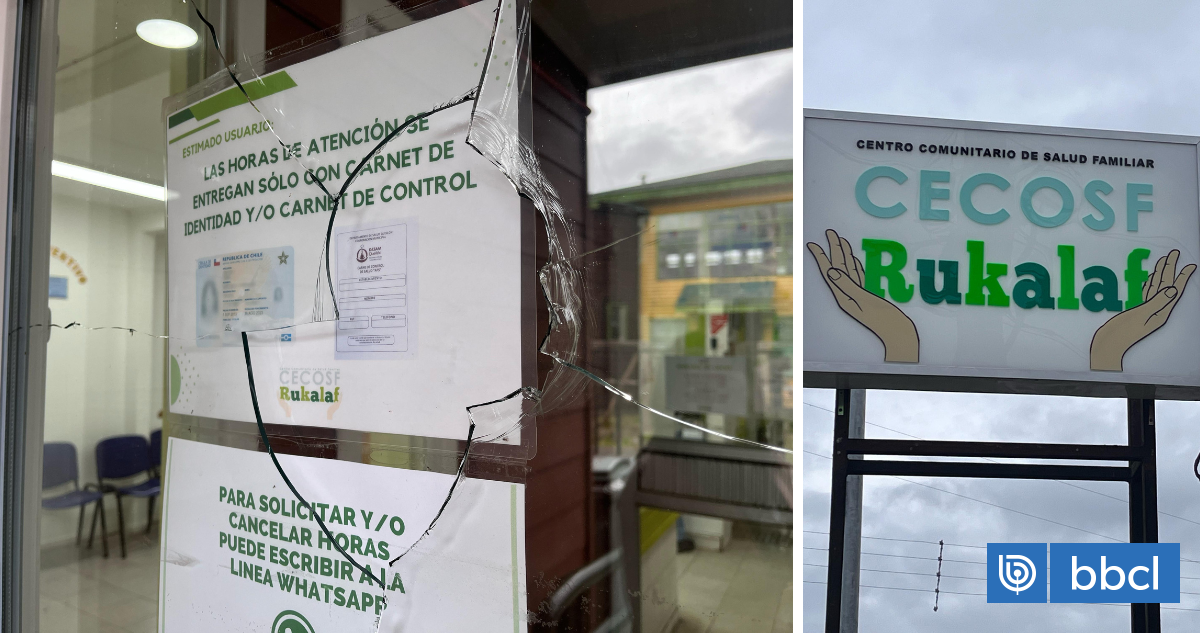 ESTIMADO USUARIO:
LAS HORAS DE ATENCIÓN SE
ENTREGAN SÓLO CON CARNET DE
IDENTIDAD Y/O CARNET DE CONTROL
REPÚBLICA DE CHILE
CECOSF
Rukalaf
PARA SOLICITAR Y/O
CANCELAR HORAS
PUEDE ESCRIBIR A LA
LINEA WHATSAPP
CENTRO COMUNITARIO DE SALUD FAMILIAR
CECOSF
Rukalaf
bbcl